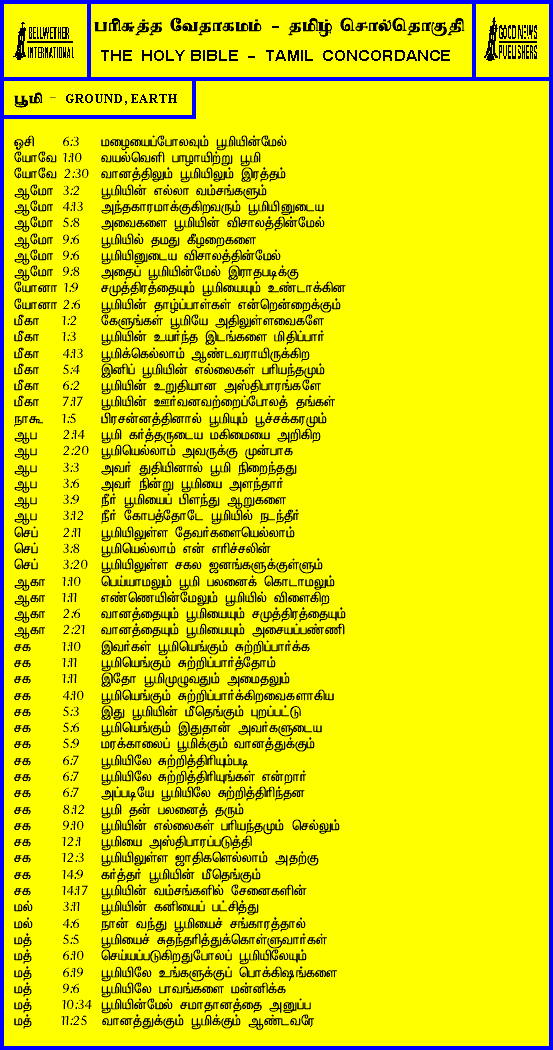 BELLWETHER INTERNATIONAL
பரிசுத்த வேதாகமம் - தமிழ் சொல்தொகுதி
THE HOLY BIBLE - TAMIL CONCORDANCE
GOOD NEWS PUBLISHERS
பூமி - GROUND, EARTH
ஓசி 6:3 மழையைப்போலவும் பூமியின்மேல்
யோவே 1:10 வயல்வெளி பாழாயிற்று பூமி
யோவே 2:30 வானத்திலும் பூமியிலும் இரத்தம்
ஆமோ 3:2 பூமியின் எல்லா வம்சங்களும்
ஆமோ 4:13 அந்தகாரமாக்குகிறவரும் பூமியினுடைய
ஆமோ 5:8 அவைகளை பூமியின் விசாலத்தின்மேல்
ஆமோ 9:6 பூமியில் தமது கீழறைகளை
ஆமோ 9:6 பூமியினுடைய விசாலத்தின்மேல்
ஆமோ 9:8 அதைப் பூமியின்மேல் இராதபடிக்கு
யோனா 1:9 சமுத்திரத்தையும் பூமியையும் உண்டாக்கின
யோனா 2:6 பூமியின் தாழ்ப்பாள்கள் என்றென்றைக்கும்
மீகா 1:2 கேளுங்கள் பூமியே அதிலுள்ளவைகளே
மீகா 1:3 பூமியின் உயர்ந்த இடங்களை மிதிப்பார்
மீகா 4:13 பூமிக்கெல்லாம் ஆண்டவராயிருக்கிற
மீகா 5:4 இனிப் பூமியின் எல்லைகள் பரியந்தமும்
மீகா 6:2 பூமியின் உறுதியான அஸ்திபாரங்களே
மீகா 7:17 பூமியின் ஊர்வனவற்றைப்போலத் தங்கள்
நாகூ 1:5 பிரசன்னத்தினால் பூமியும் பூச்சக்கரமும்
ஆப 2:14 பூமி கர்த்தருடைய மகிமையை அறிகிற
ஆப 2:20 பூமியெல்லாம் அவருக்கு முன்பாக
ஆப 3:3 அவர் துதியினால் பூமி நிறைந்தது
ஆப 3:6 அவர் நின்று பூமியை அளந்தார்
ஆப 3:9 நீர் பூமியைப் பிளந்து ஆறுகளை
ஆப 3:12 நீர் கோபத்தோடே பூமியில் நடந்தீர்
செப் 2:11 பூமியிலுள்ள தேவர்களையெல்லாம்
செப் 3:8 பூமியெல்லாம் என் எரிச்சலின்
செப் 3:20 பூமியிலுள்ள சகல ஜனங்களுக்குள்ளும்
ஆகா 1:10 பெய்யாமலும் பூமி பலனைக் கொடாமலும்
ஆகா 1:11 எண்ணெயின்மேலும் பூமியில் விளைகிற
ஆகா 2:6 வானத்தையும் பூமியையும் சமுத்திரத்தையும்
ஆகா 2:21 வானத்தையும் பூமியையும் அசையப்பண்ணி
சக 1:10 இவர்கள் பூமியெங்கும் சுற்றிப்பார்க்க
சக 1:11 பூமியெங்கும் சுற்றிப்பார்த்தோம்
சக 1:11 இதோ பூமிமுழுவதும் அமைதலும்
சக 4:10 பூமியெங்கும் சுற்றிப்பார்க்கிறவைகளாகிய
சக 5:3 இது பூமியின் மீதெங்கும் புறப்பட்டு
சக 5:6 பூமியெங்கும் இதுதான் அவர்களுடைய
சக 5:9 மரக்காலைப் பூமிக்கும் வானத்துக்கும்
சக 6:7 பூமியிலே சுற்றித்திரியும்படி
சக 6:7 பூமியிலே சுற்றித்திரியுங்கள் என்றார்
சக 6:7 அப்படியே பூமியிலே சுற்றித்திரிந்தன
சக 8:12 பூமி தன் பலனைத் தரும்
சக 9:10 பூமியின் எல்லைகள் பரியந்தமும் செல்லும்
சக 12:1 பூமியை அஸ்திபாரப்படுத்தி
சக 12:3 பூமியிலுள்ள ஜாதிகளெல்லாம் அதற்கு
சக 14:9 கர்த்தர் பூமியின் மீதெங்கும்
சக 14:17 பூமியின் வம்சங்களில் சேனைகளின்
மல் 3:11 பூமியின் கனியைப் பட்சித்து
மல் 4:6 நான் வந்து பூமியைச் சங்காரத்தால்
மத் 5:5 பூமியைச் சுதந்தரித்துக்கொள்ளுவார்கள்
மத் 6:10 செய்யப்படுகிறதுபோலப் பூமியிலேயும்
மத் 6:19 பூமியிலே உங்களுக்குப் பொக்கிஷங்களை
மத் 9:6 பூமியிலே பாவங்களை மன்னிக்க
மத் 10:34 பூமியின்மேல் சமாதானத்தை அனுப்ப
மத் 11:25 வானத்துக்கும் பூமிக்கும் ஆண்டவரே